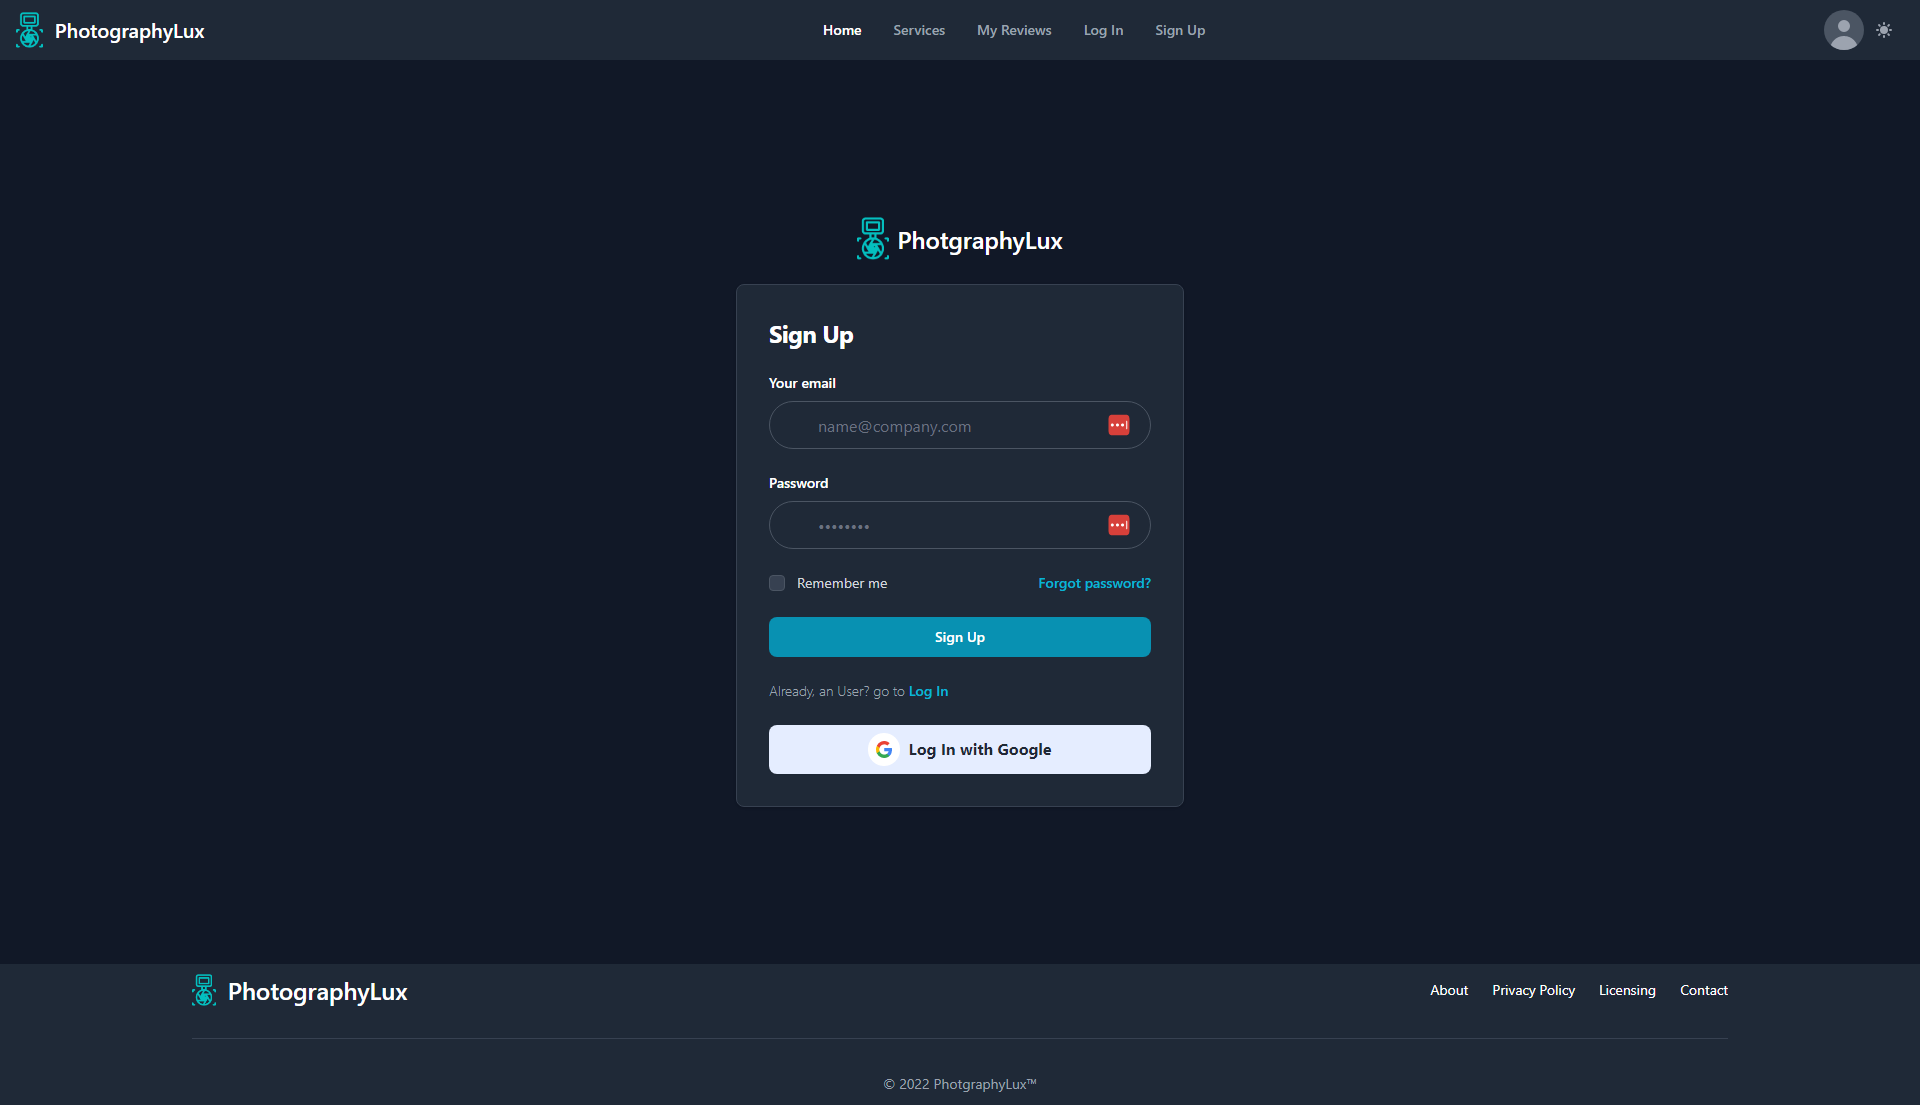 PhotographyLux
Home Services My Reviews Log In Sign Up
PhotgraphyLux
Sign Up
Your email
name@company.com
Password
••••••••
Remember me Forgot password?
Sign Up
Already, an User? go to Log In
Log In with Google
PhotographyLux
About Privacy Policy Licensing Contact
© 2022 PhotgraphyLux™